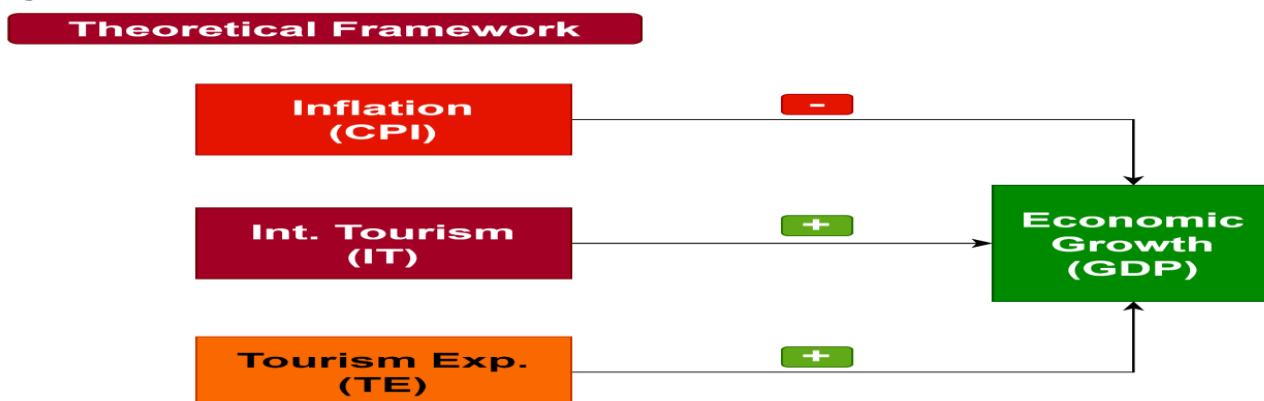 Theoretical Framework
Inflation
(CPI)
-
Int. Tourism
(IT)
+
Economic
Growth
(GDP)
Tourism Exp.
(TE)
+